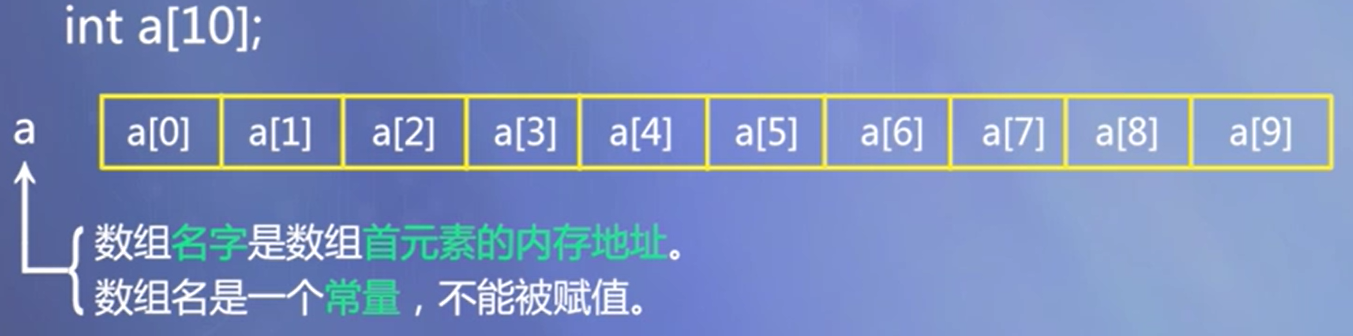 int a[10];
a a[0] a[1] a[2] a[3] a[4] a[5] a[6] a[7] a[8] a[9]
数组名字是数组首元素的内存地址。
数组名是一个常量，不能被赋值。